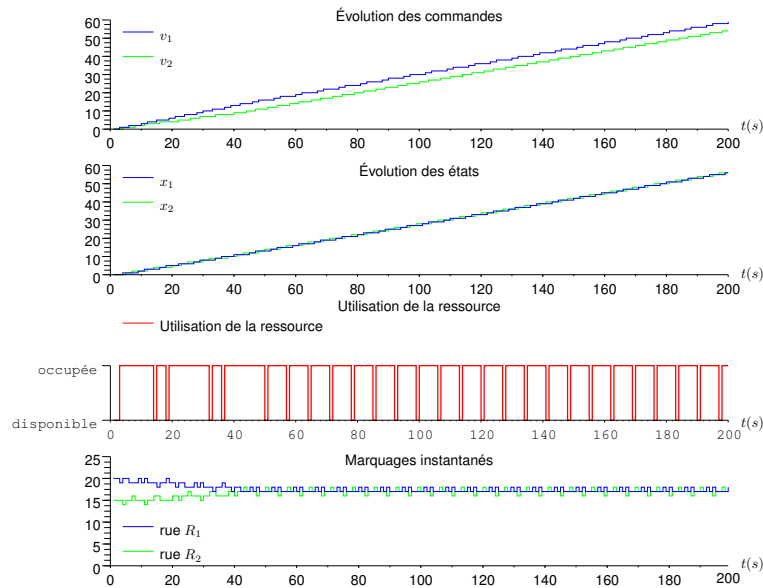 Évolution des commandes
60
50
40
30
20
10
0
v₁
v₂
0 20 40 60 80 100 120 140 160 180 200
t(s)
Évolution des états
60
50
40
30
20
10
0
x₁
x₂
0 20 40 60 80 100 120 140 160 180 200
t(s)
Utilisation de la ressource
Utilisation de la ressource
occupée
disponible
0 20 40 60 80 100 120 140 160 180 200
t(s)
Marquages instantanés
25
20
15
10
5
0
rue R₁
rue R₂
0 20 40 60 80 100 120 140 160 180 200
t(s)